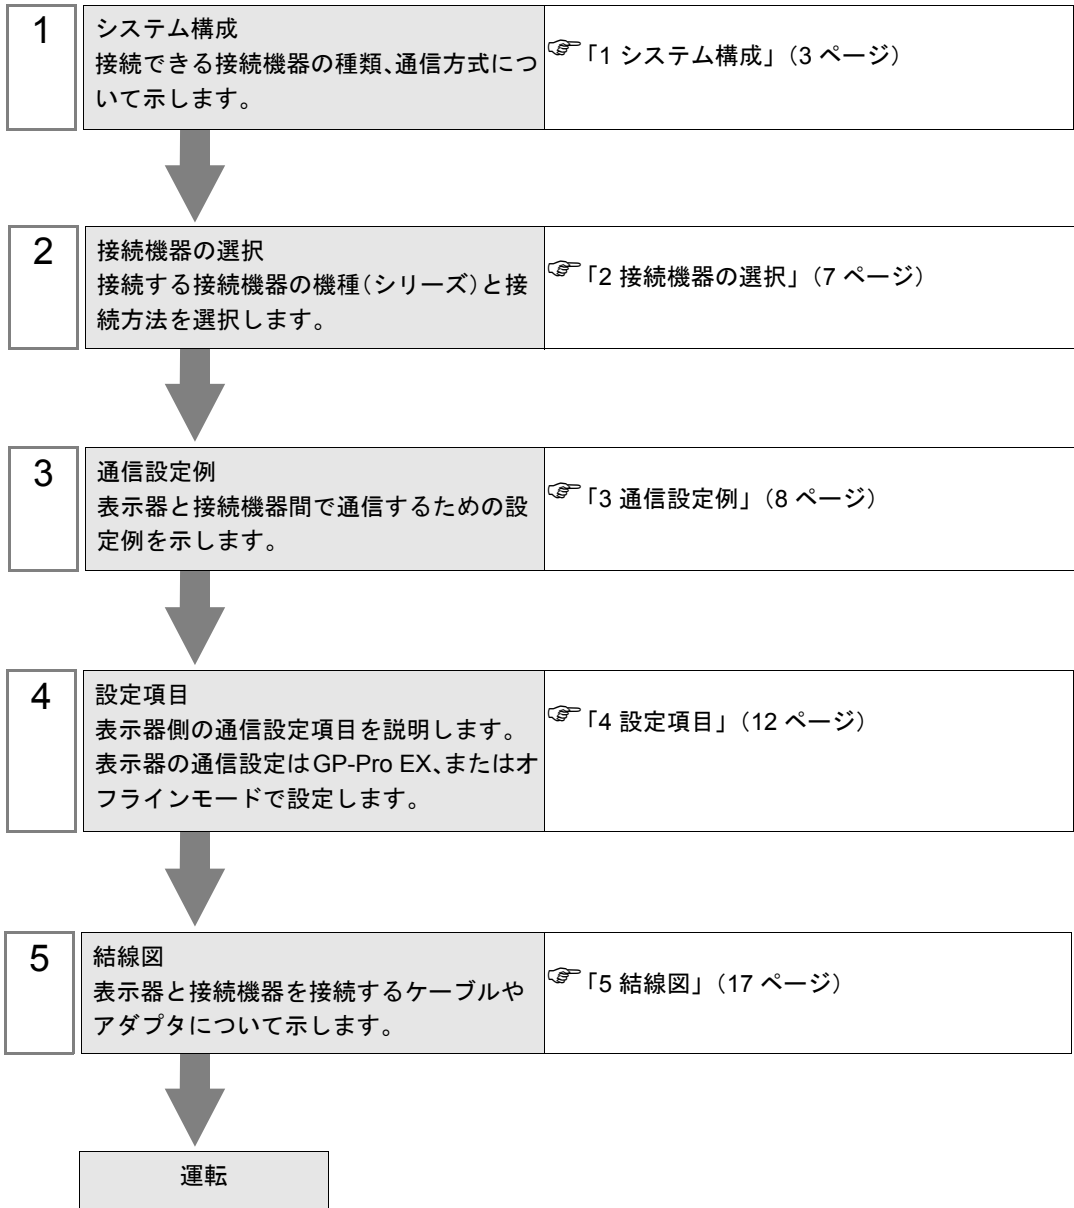 1
システム構成
接続できる接続機器の種類、通信方式につ
いて示します。
☞「1 システム構成」（3 ページ）
2
接続機器の選択
接続する接続機器の機種（シリーズ）と接
続方法を選択します。
☞「2 接続機器の選択」（7 ページ）
3
通信設定例
表示器と接続機器間で通信するための設
定例を示します。
☞「3 通信設定例」（8 ページ）
4
設定項目
表示器側の通信設定項目を説明します。
表示器の通信設定はGP-Pro EX、またはオ
フラインモードで設定します。
☞「4 設定項目」（12 ページ）
5
結線図
表示器と接続機器を接続するケーブルや
アダプタについて示します。
☞「5 結線図」（17 ページ）
運転